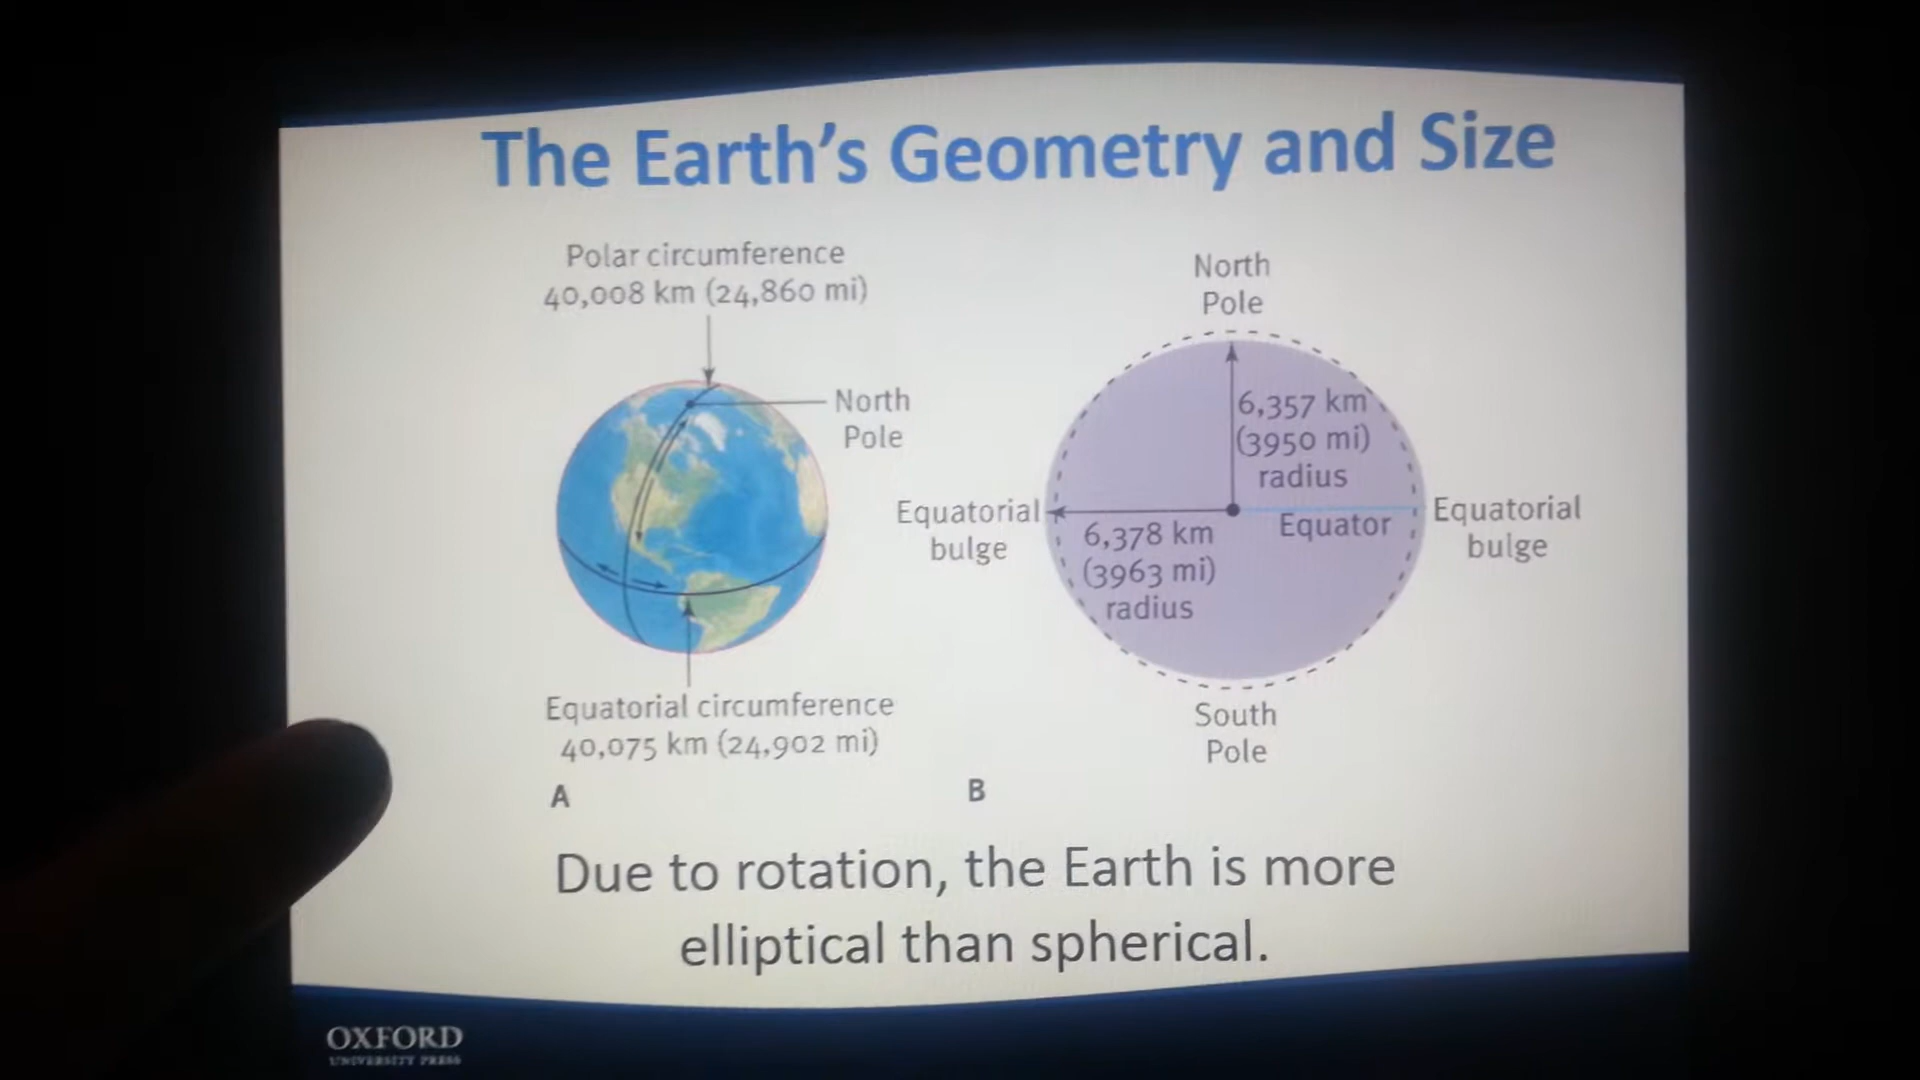 The Earth's Geometry and Size
Polar circumference
40,008 km (24,860 mi)
North
Pole
Equatorial circumference
40,075 km (24,902 mi)
A
North
Pole
6,357 km
(3950 mi)
radius
Equatorial
bulge
6,378 km
(3963 mi)
radius
Equator
Equatorial
bulge
South
Pole
B
Due to rotation, the Earth is more
elliptical than spherical.
OXFORD
UNIVERSITY PRESS